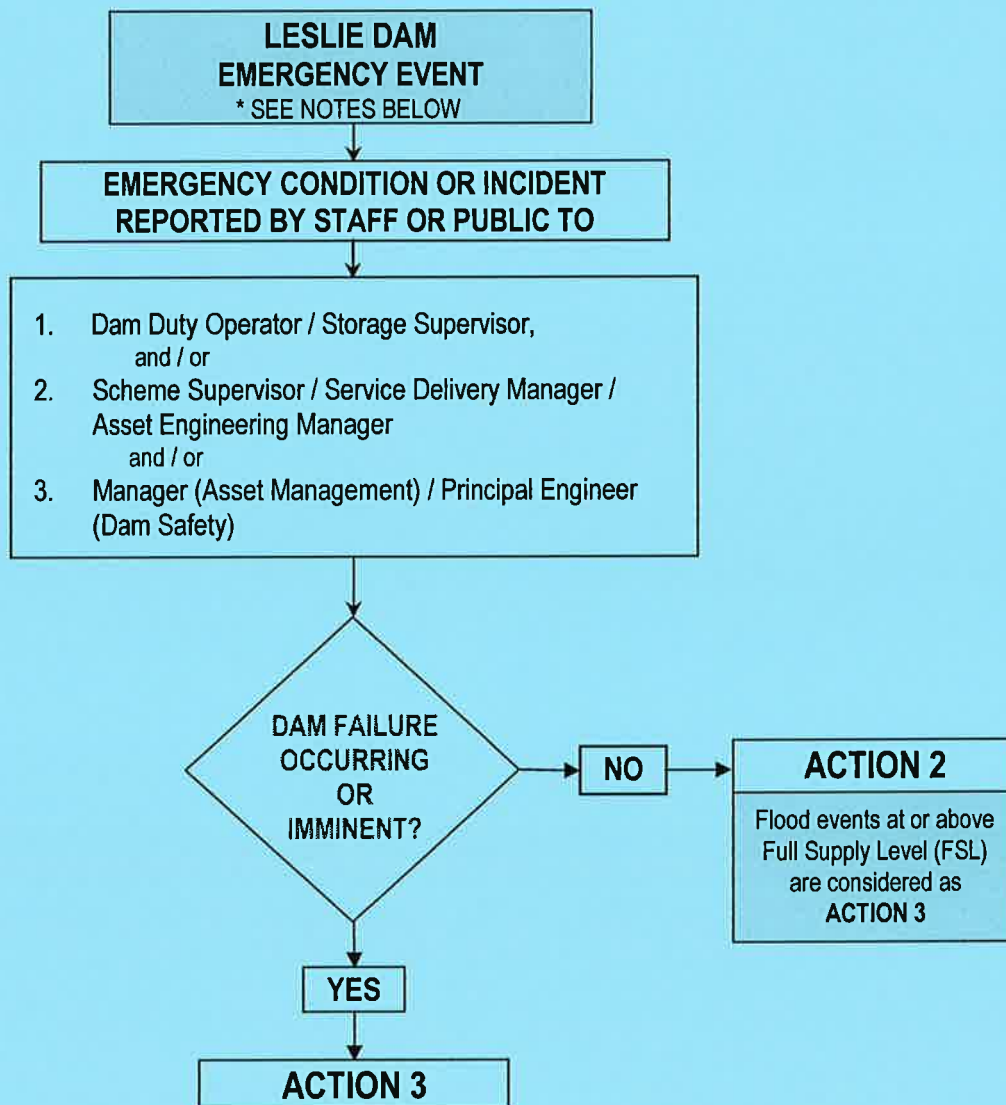 LESLIE DAM
EMERGENCY EVENT
* SEE NOTES BELOW
EMERGENCY CONDITION OR INCIDENT
REPORTED BY STAFF OR PUBLIC TO
1. Dam Duty Operator / Storage Supervisor,
and / or
2. Scheme Supervisor / Service Delivery Manager /
Asset Engineering Manager
and / or
3. Manager (Asset Management) / Principal Engineer
(Dam Safety)
DAM FAILURE
OCCURRING
OR
IMMINENT?
NO
ACTION 2
Flood events at or above
Full Supply Level (FSL)
are considered as
ACTION 3
YES
ACTION 3